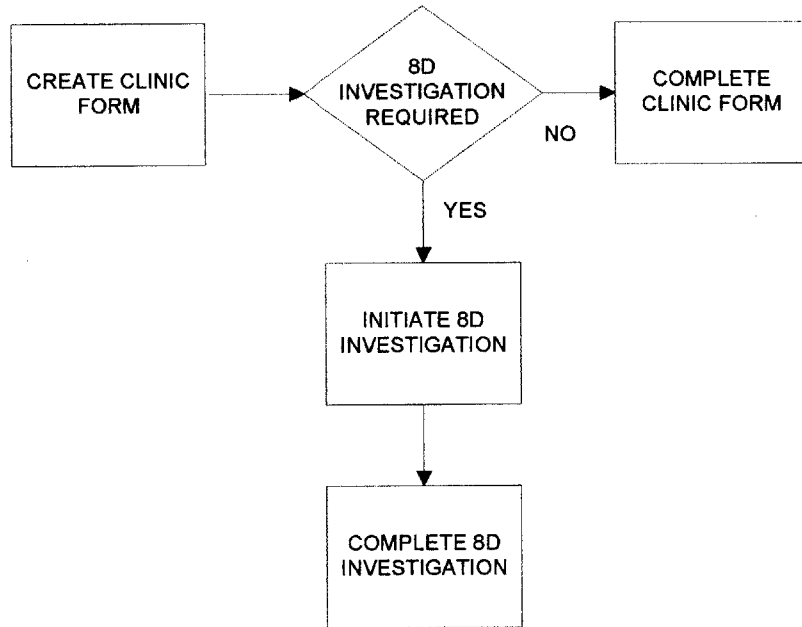 CREATE CLINIC
FORM
8D
INVESTIGATION
REQUIRED
COMPLETE
CLINIC FORM
NO
YES
INITIATE 8D
INVESTIGATION
COMPLETE 8D
INVESTIGATION